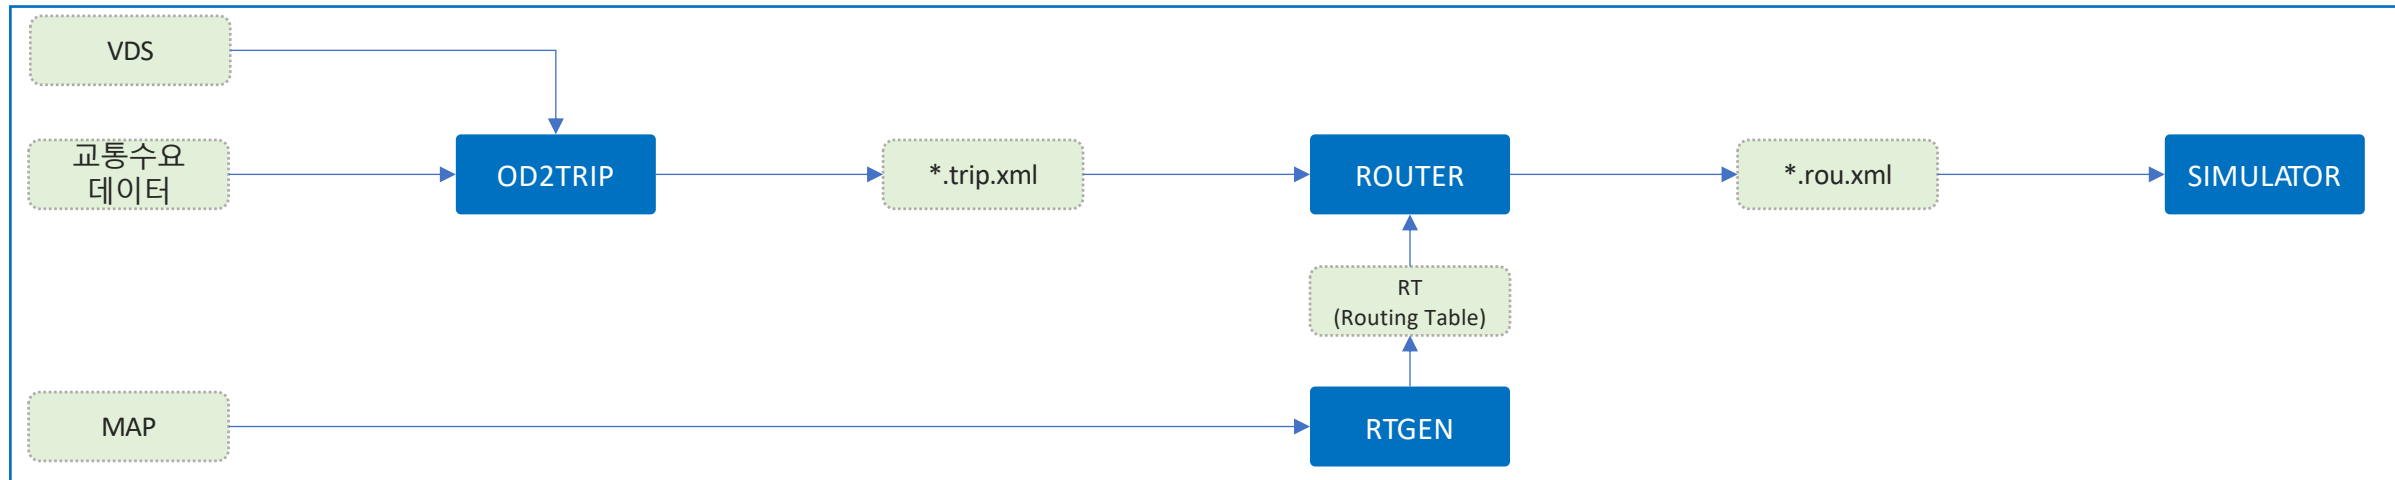 VDS
교통수요
데이터
OD2TRIP
*.trip.xml
ROUTER
*.rou.xml
SIMULATOR
RT
(Routing Table)
MAP
RTGEN